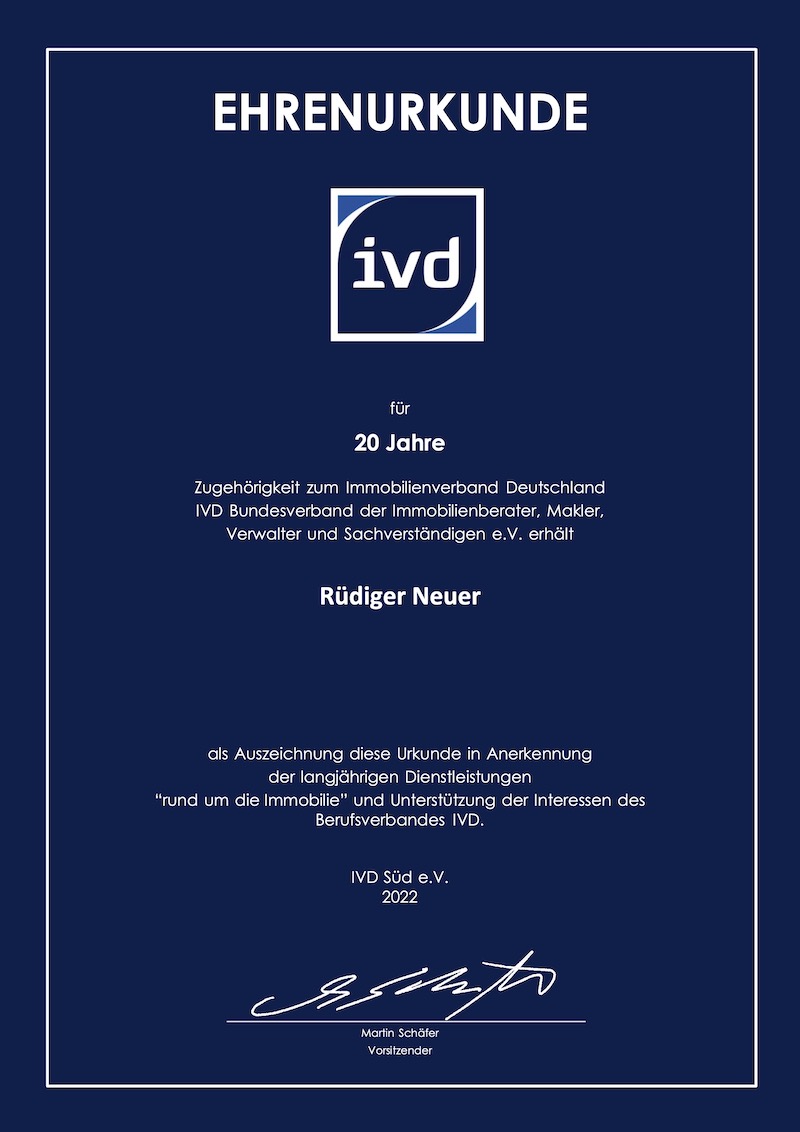 EHRENURKUNDE
ivd
für
20 Jahre
Zugehörigkeit zum Immobilienverband Deutschland
IVD Bundesverband der Immobilienberater, Makler,
Verwalter und Sachverständigen e.V. erhält
Rüdiger Neuer
als Auszeichnung diese Urkunde in Anerkennung
der langjährigen Dienstleistungen
“rund um die Immobilie” und Unterstützung der Interessen des
Berufsverbandes IVD.
IVD Süd e.V.
2022
Martin Schäfer
Vorsitzender